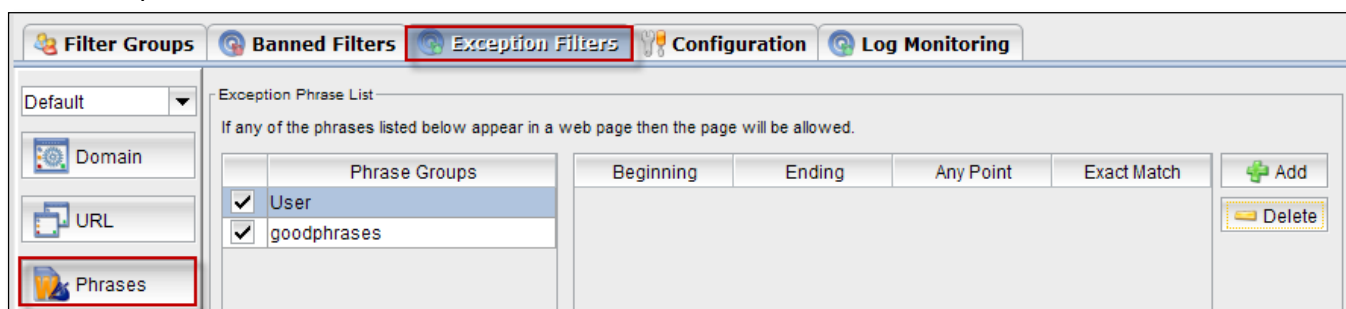 Filter Groups Banned Filters Exception Filters Configuration Log Monitoring
Default
Domain
URL
Phrases
Exception Phrase List
If any of the phrases listed below appear in a web page then the page will be allowed.
Phrase Groups
User
goodphrases
Beginning Ending Any Point Exact Match
Add
Delete